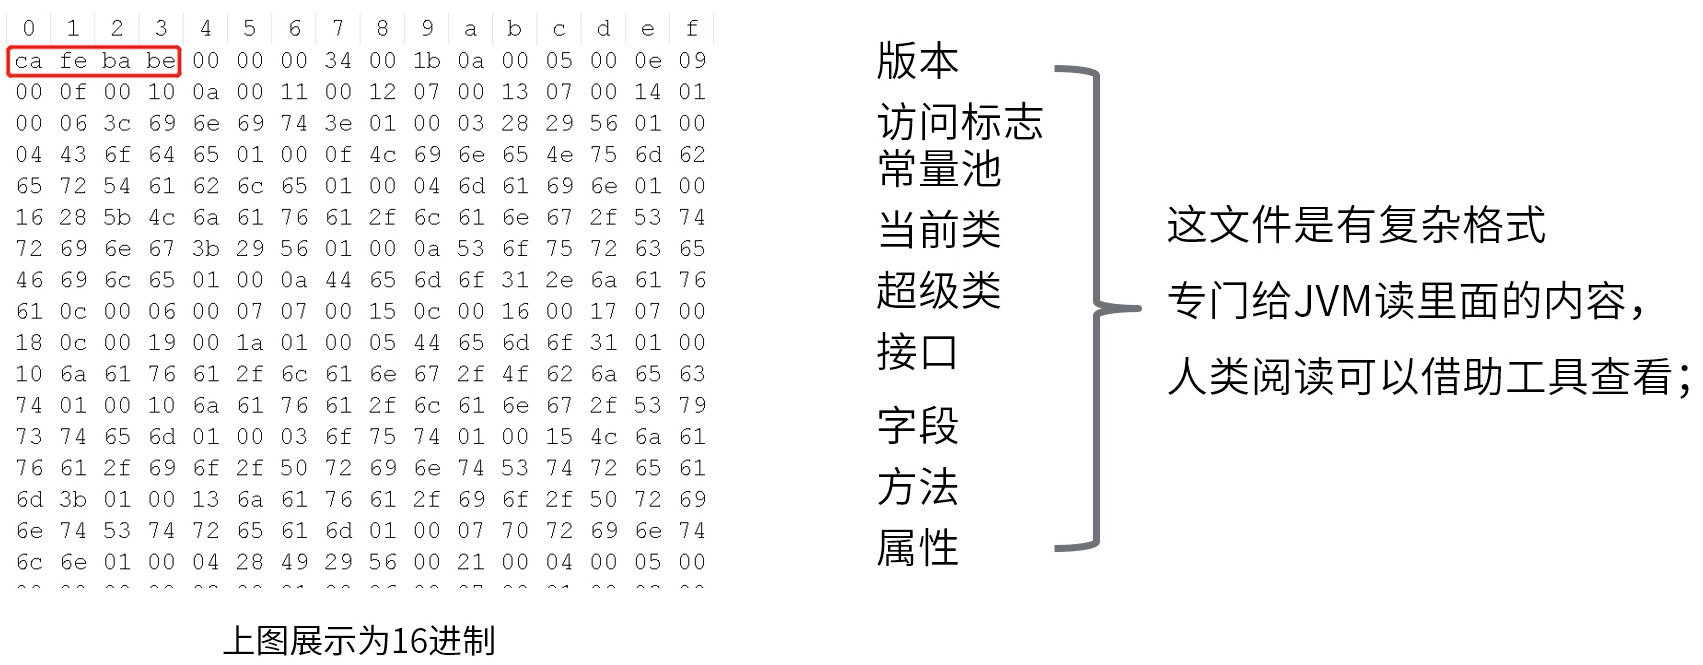 0 1 2 3 4 5 6 7 8 9 a b c d e f
ca fe ba be 00 00 00 34 00 1b 0a 00 05 00 0e 09
00 0f 00 10 0a 00 11 00 12 07 00 13 07 00 14 01
00 06 3c 69 6e 69 74 3e 01 00 03 28 29 56 01 00
04 43 6f 64 65 01 00 0f 4c 69 6e 65 4e 75 6d 62
65 72 54 61 62 6c 65 01 00 04 6d 61 69 6e 01 00
16 28 5b 4c 6a 61 76 61 2f 6c 61 6e 67 2f 53 74
72 69 6e 67 3b 29 56 01 00 0a 53 6f 75 72 63 65
46 69 6c 65 01 00 0a 44 65 6d 6f 31 2e 6a 61 76
61 0c 00 06 00 07 07 00 15 0c 00 16 00 17 07 00
18 0c 00 19 00 1a 01 00 05 44 65 6d 6f 31 01 00
10 6a 61 76 61 2f 6c 61 6e 67 2f 4f 62 6a 65 63
74 01 00 10 6a 61 76 61 2f 6c 61 6e 67 2f 53 79
73 74 65 6d 01 00 03 6f 75 74 01 00 15 4c 6a 61
76 61 2f 69 6f 2f 50 72 69 6e 74 53 74 72 65 61
6d 3b 01 00 13 6a 61 76 61 2f 69 6f 2f 50 72 69
6e 74 53 74 72 65 61 6d 01 00 07 70 72 69 6e 74
6c 6e 01 00 04 28 49 29 56 00 21 00 04 00 05 00
上图展示为16进制
版本
访问标志
常量池
当前类
超级类
接口
字段
方法
属性
这文件是有复杂格式
专门给JVM读里面的内容，
人类阅读可以借助工具查看；